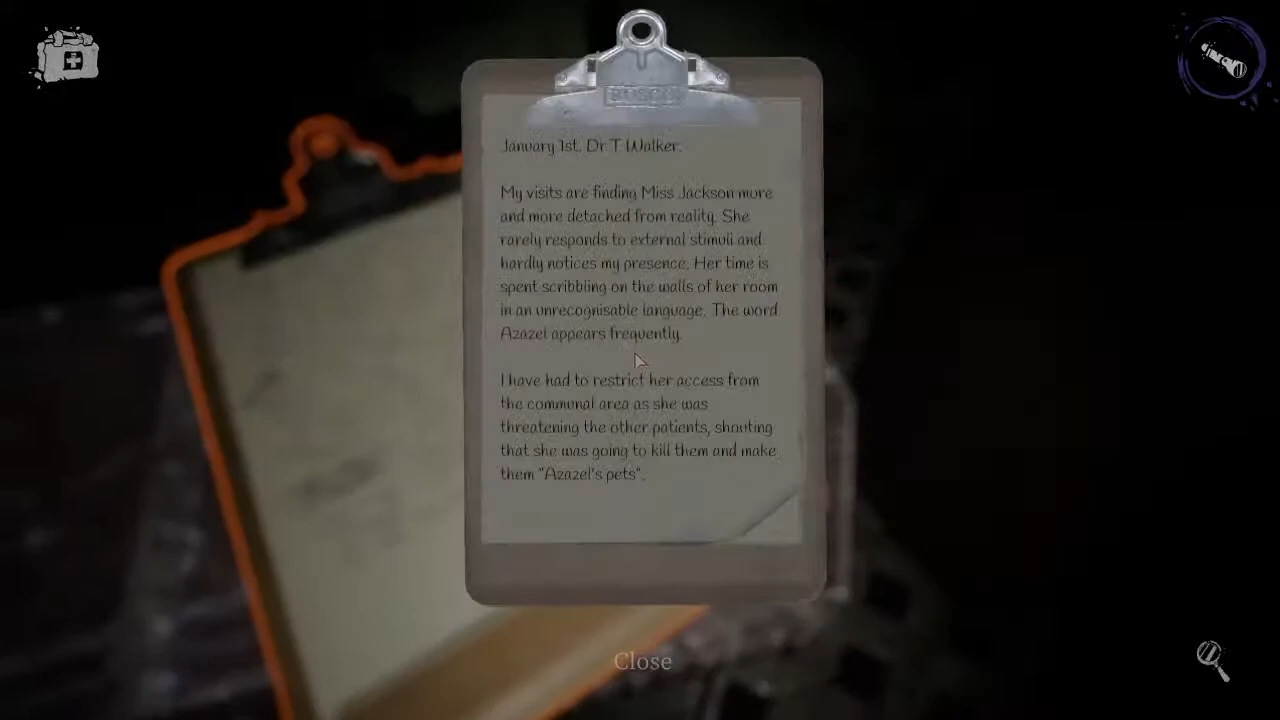 January 1st. Dr T Walker.
My visits are finding Miss Jackson more
and more detached from reality. She
rarely responds to external stimuli and
hardly notices my presence. Her time is
spent scribbling on the walls of her room
in an unrecognisable language. The word
Azazel appears frequently.
I have had to restrict her access from
the communal area as she was
threatening the other patients, shouting
that she was going to kill them and make
them "Azazel's pets".
Close